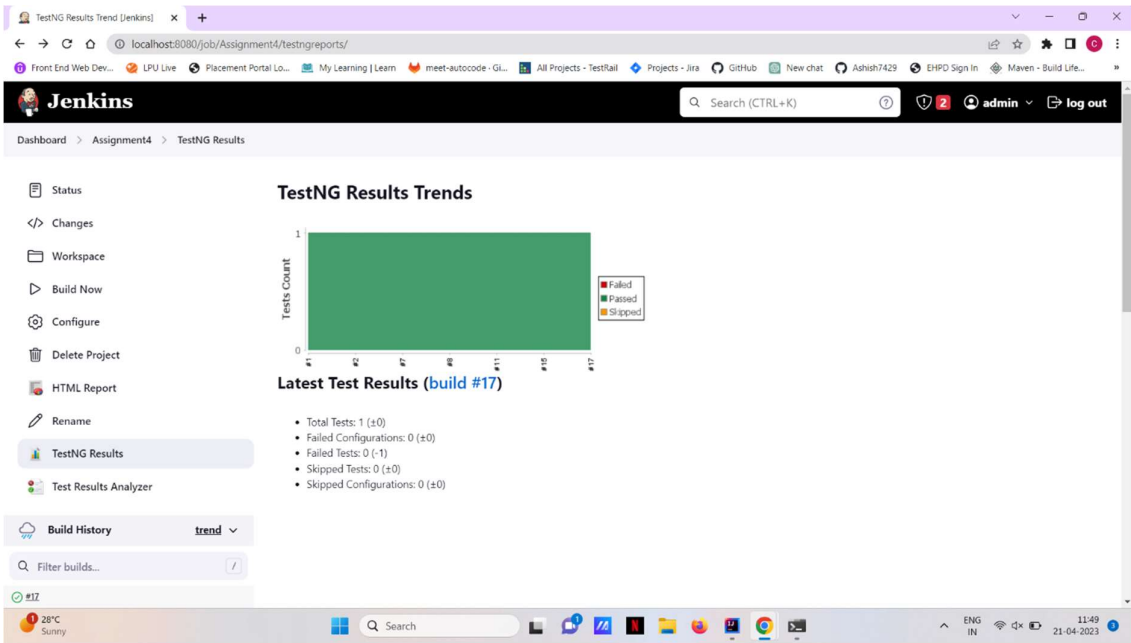 TestNG Results Trend [Jenkins]
localhost:8080/job/Assignment4/testngreports/
Front End Web Dev... LPU Live Placement Portal Lo... My Learning | Learn meet-autocode · Gi... All Projects - TestRail Projects - Jira GitHub New chat Ashish7429 EHPD Sign In Maven - Build Life... »
Jenkins Search (CTRL+K) 2 admin log out
Dashboard > Assignment4 > TestNG Results
Status
Changes
Workspace
Build Now
Configure
Delete Project
HTML Report
Rename
TestNG Results
Test Results Analyzer
Build History trend
Filter builds... /
#17
TestNG Results Trends
1
Tests Count
0
#1 #2 #7 #8 #11 #15 #17
Failed
Passed
Skipped
Latest Test Results (build #17)
• Total Tests: 1 (±0)
• Failed Configurations: 0 (±0)
• Failed Tests: 0 (-1)
• Skipped Tests: 0 (±0)
• Skipped Configurations: 0 (±0)
1 28°C
Sunny
Search
ENG
IN
11:49
21-04-2023